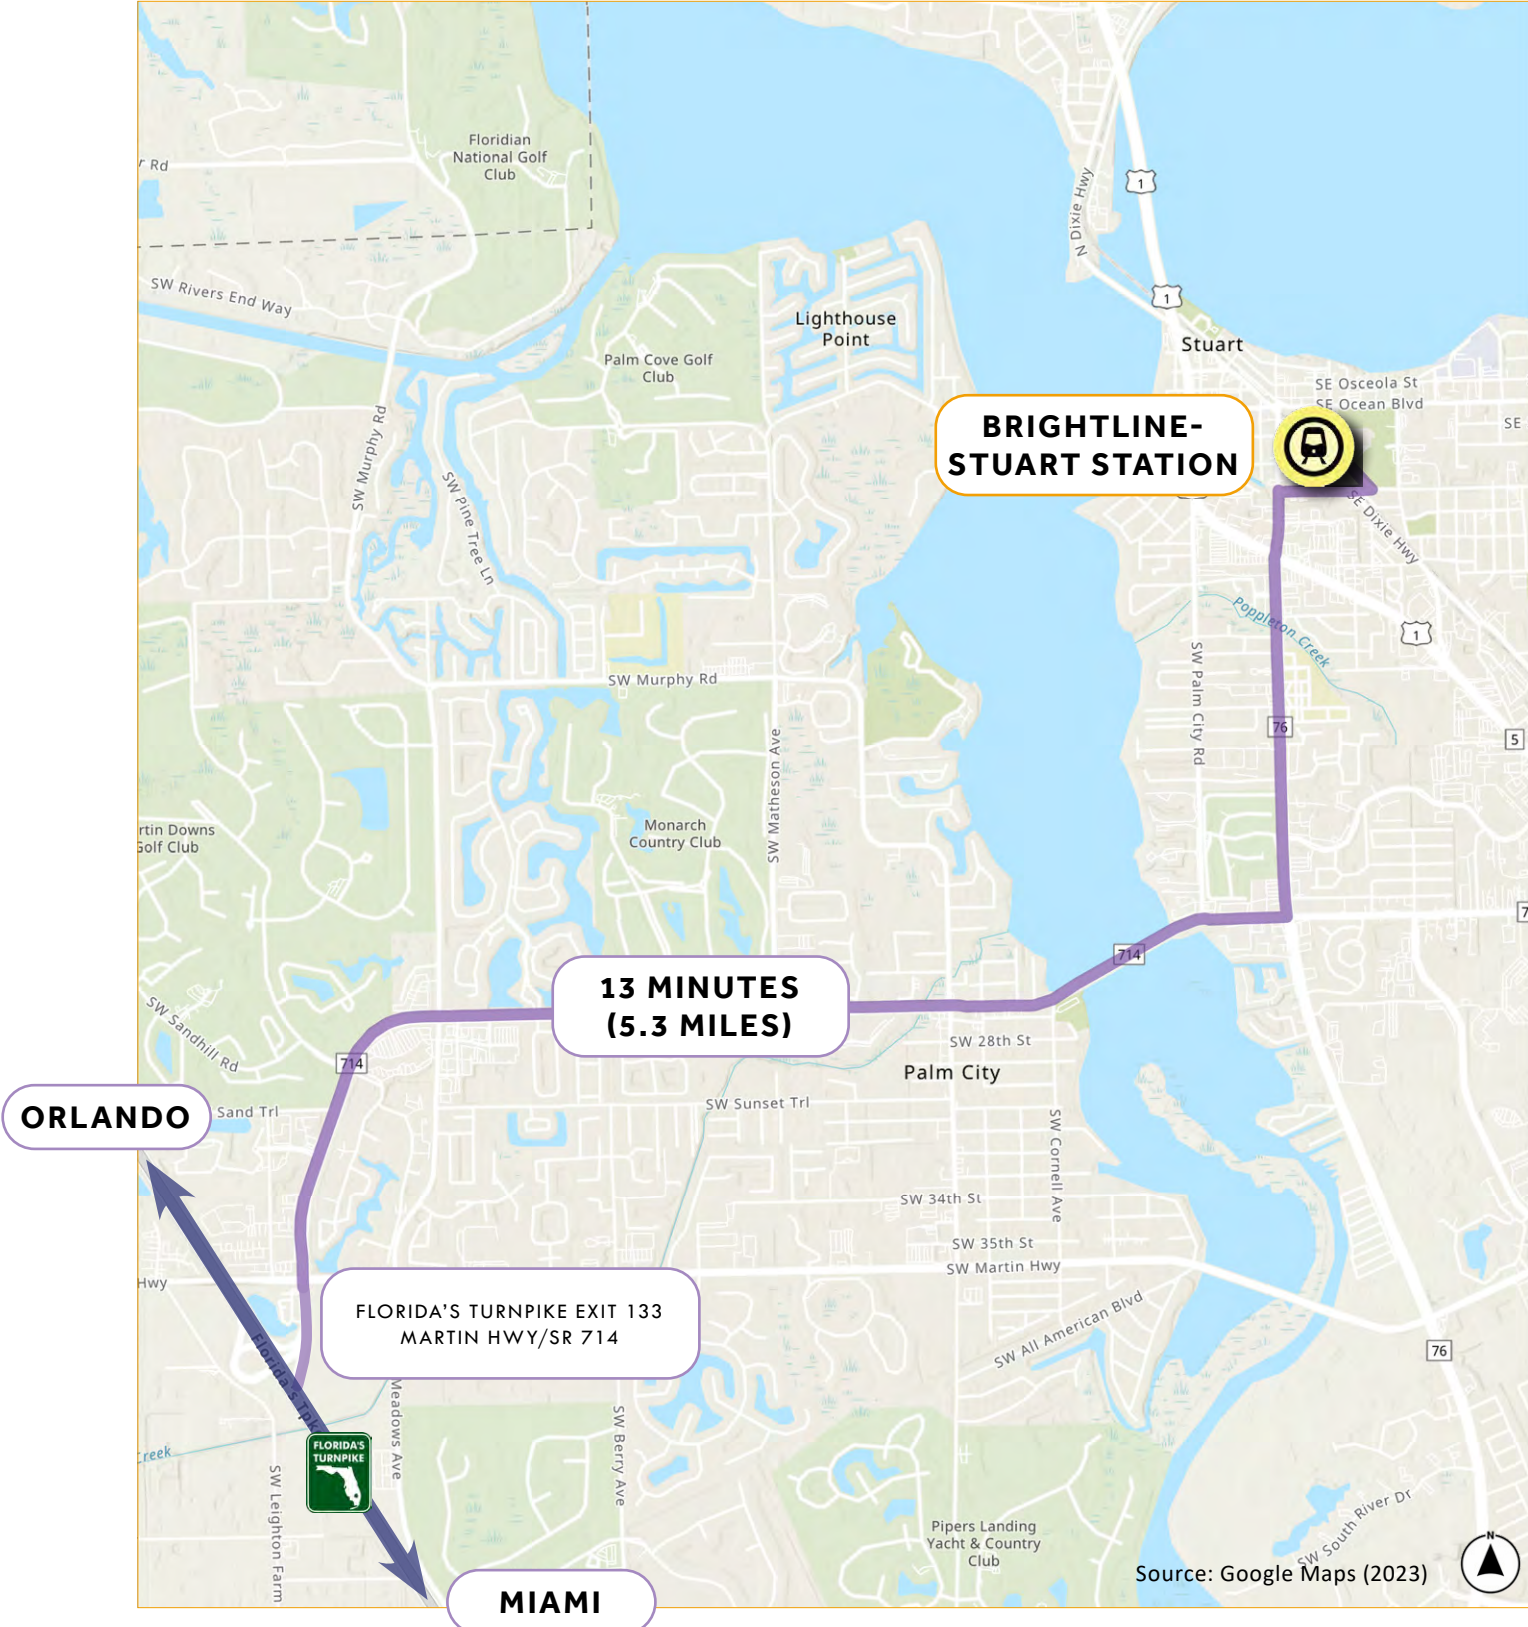 Floridian
National Golf
Club
r Rd
1
N Dixie Hwy
SW Rivers End Way
1
Lighthouse
Point
Stuart
Palm Cove Golf
Club
SE Osceola St
SE Ocean Blvd
SE
BRIGHTLINE-
STUART STATION
SW Murphy Rd
SW Pine Tree Ln
SE Dixie Hwy
Poppleton Creek
1
SW Murphy Rd
SW Palm City Rd
76
5
SW Matheson Ave
rtin Downs
Golf Club
Monarch
Country Club
7
714
13 MINUTES
(5.3 MILES)
SW Sandhill Rd
714
SW 28th St
Palm City
ORLANDO
Sand Trl
SW Sunset Trl
SW Cornell Ave
SW 34th St
SW 35th St
SW Martin Hwy
Hwy
FLORIDA'S TURNPIKE EXIT 133
MARTIN HWY/SR 714
SW All American Blvd
76
Florida's Tpk
FLORIDA'S
TURNPIKE
Meadows Ave
SW Berry Ave
reek
SW Leighton Farm
Pipers Landing
Yacht & Country
Club
SW South River Dr
N
Source: Google Maps (2023)
MIAMI